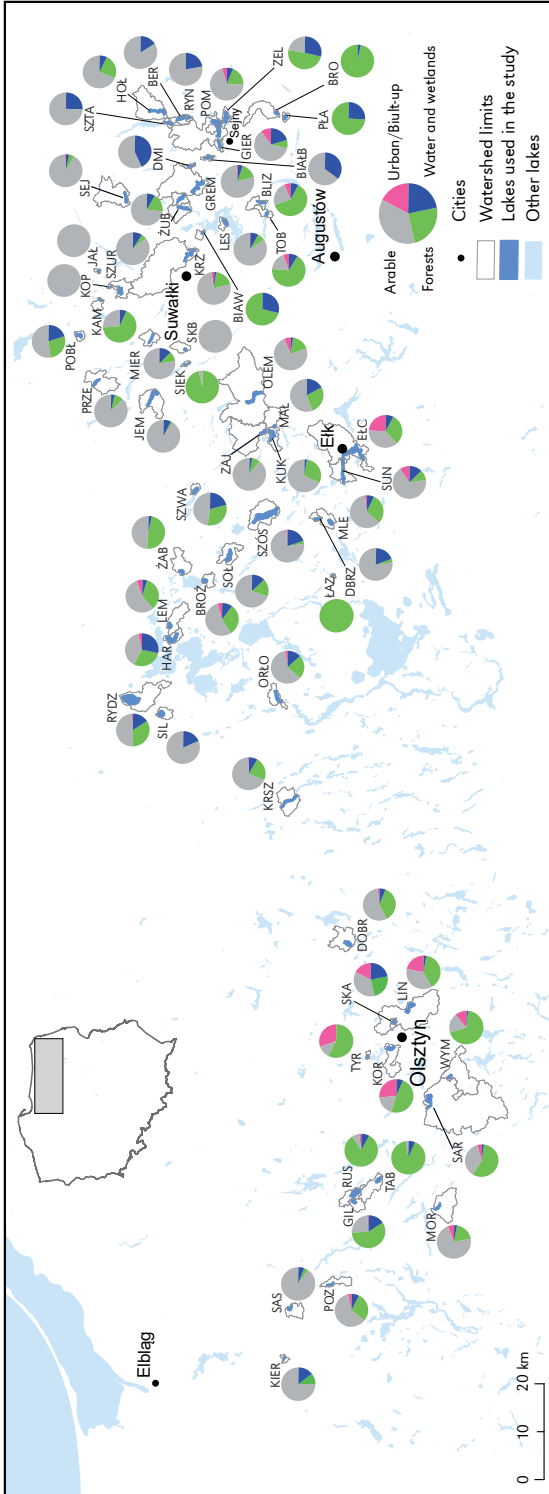 Elbląg
KIER
SAS
POZ
MOR
GIL
RUS
TAB
SAR
WYM
TYR
KOR
SKA
LIN
Olsztyn
DOBR
KRSZ
RYDZ
SIL
HAR
LEM
ORŁO
BROŻ
ŻAB
SOŁ
SZWA
SZOS
ŁAZ
DBRZ
MLE
SUN
EŁC
Ełk
ZAJ
KUK
MAŁ
OLEM
JEM
PRZE
MIER
SIEK
SKB
POBŁ
KAM
KOP
SZUR
JAŁ
Suwałki
KRZ
BIAW
LES
ZUB
GREM
SEJ
DMI
TOB
BLIZ
Augustów
SZTA
HOŁ
BER
RYN
POM
Sejny
GIER
BIAŁB
ZEL
BRO
PŁA
Arable
Urban/Biult-up
Forests
Water and wetlands
Cities
Watershed limits
Lakes used in the study
Other lakes
0 10 20 km